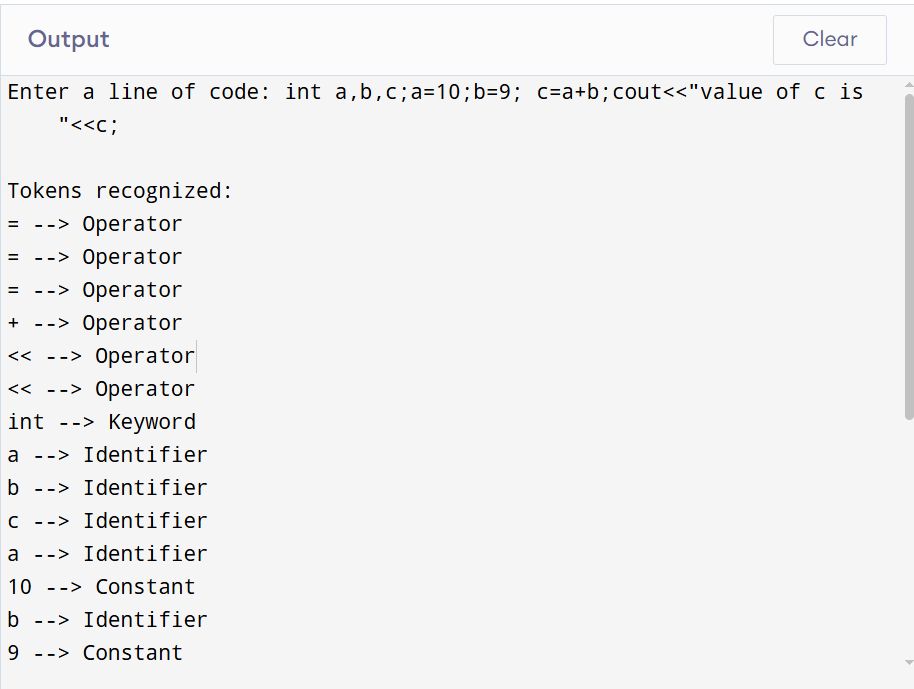 Output
Clear
Enter a line of code: int a,b,c;a=10;b=9; c=a+b;cout<<"value of c is
"<<c;
Tokens recognized:
= --> Operator
= --> Operator
= --> Operator
+ --> Operator
<< --> Operator
<< --> Operator
int --> Keyword
a --> Identifier
b --> Identifier
c --> Identifier
a --> Identifier
10 --> Constant
b --> Identifier
9 --> Constant